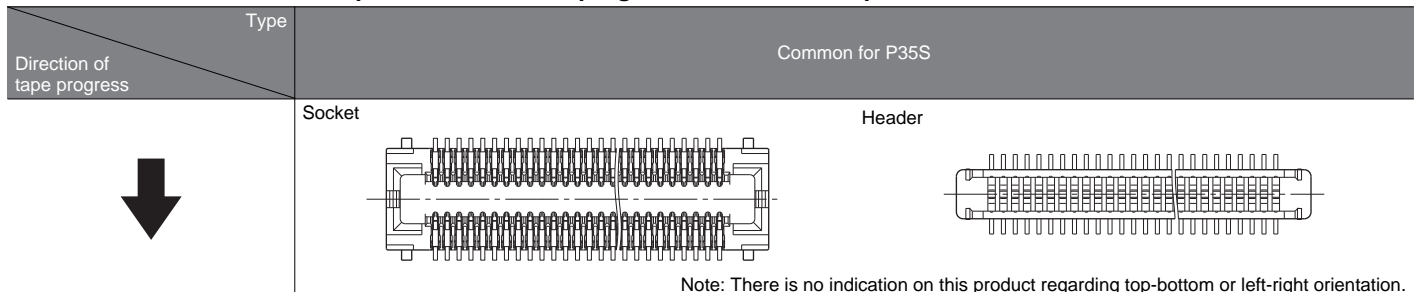 Type
Direction of
tape progress
Common for P35S
Socket
Header
Note: There is no indication on this product regarding top-bottom or left-right orientation.